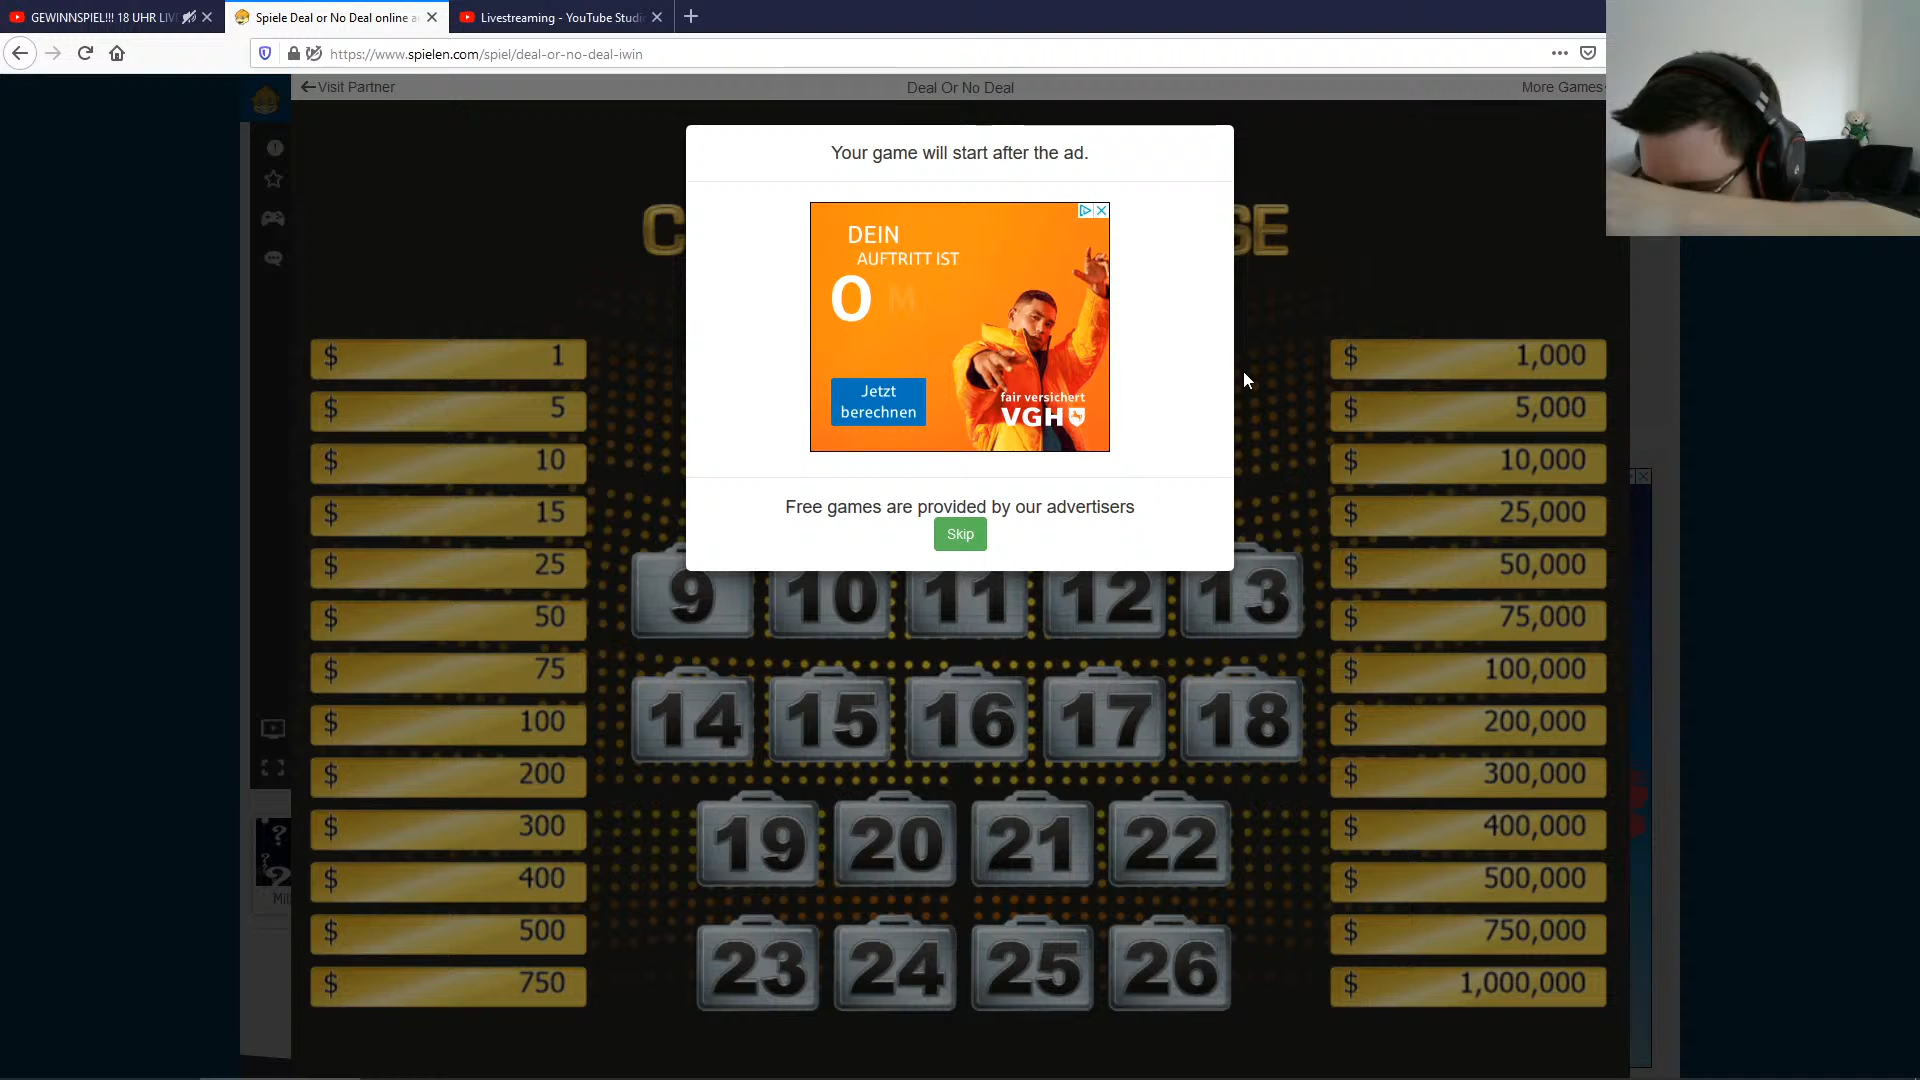 GEWINNSPIEL!!! 18 UHR LIV
Spiele Deal or No Deal online a
Livestreaming - YouTube Studi
https://www.spielen.com/spiel/deal-or-no-deal-iwin
Visit Partner
Deal Or No Deal
More Games
Your game will start after the ad.
C
SE
DEIN
AUFTRITT IST
O M
Jetzt
berechnen
fair versichert
VGH
Free games are provided by our advertisers
Skip
$ 1
$ 5
$ 10
$ 15
$ 25
$ 50
$ 75
$ 100
$ 200
$ 300
$ 400
$ 500
$ 750
9 10 11 12 13
14 15 16 17 18
19 20 21 22
23 24 25 26
$ 1,000
$ 5,000
$ 10,000
$ 25,000
$ 50,000
$ 75,000
$ 100,000
$ 200,000
$ 300,000
$ 400,000
$ 500,000
$ 750,000
$ 1,000,000